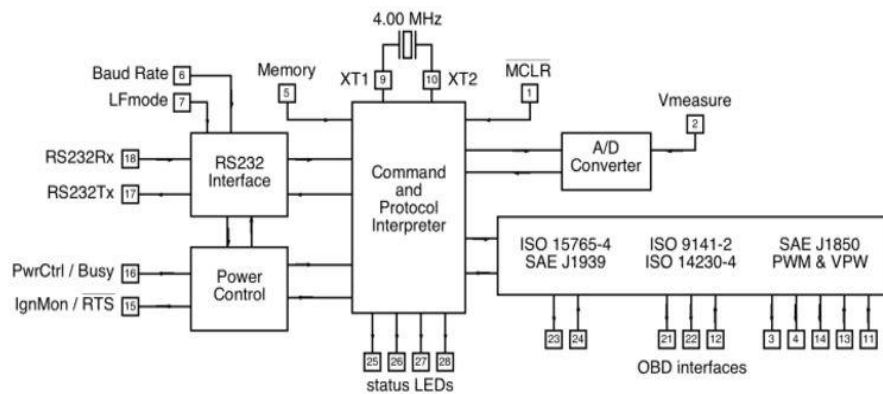 4.00 MHz
Baud Rate 6
Memory
5
XT1
9
10
XT2
MCLR
1
LFmode 7
Vmeasure
2
RS232Rx 18
RS232 Interface
RS232Tx 17
Command and Protocol Interpreter
A/D Converter
PwrCtrl / Busy 16
Power Control
IgnMon / RTS 15
ISO 15765-4
SAE J1939
ISO 9141-2
ISO 14230-4
SAE J1850
PWM & VPW
25 26 27 28
status LEDs
23 24
21 22 12
3 4 14 13 11
OBD interfaces